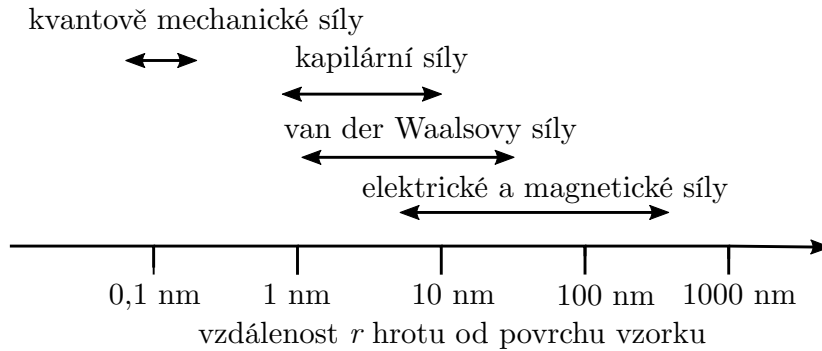 kvantově mechanické síly
kapilární síly
van der Waalsovy síly
elektrické a magnetické síly
0,1 nm 1 nm 10 nm 100 nm 1000 nm
vzdálenost r hrotu od povrchu vzorku